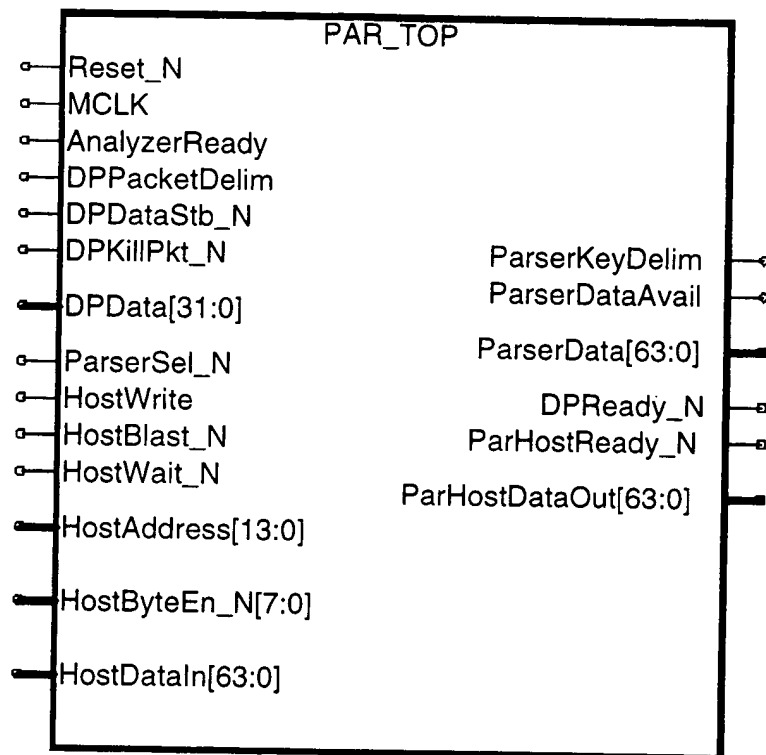 PAR_TOP
Reset_N
MCLK
AnalyzerReady
DPPacketDelim
DPDataStb_N
DPKillPkt_N
DPData[31:0]
ParserSel_N
HostWrite
HostBlast_N
HostWait_N
HostAddress[13:0]
HostByteEn_N[7:0]
HostDataIn[63:0]
ParserKeyDelim
ParserDataAvail
ParserData[63:0]
DPReady_N
ParHostReady_N
ParHostDataOut[63:0]